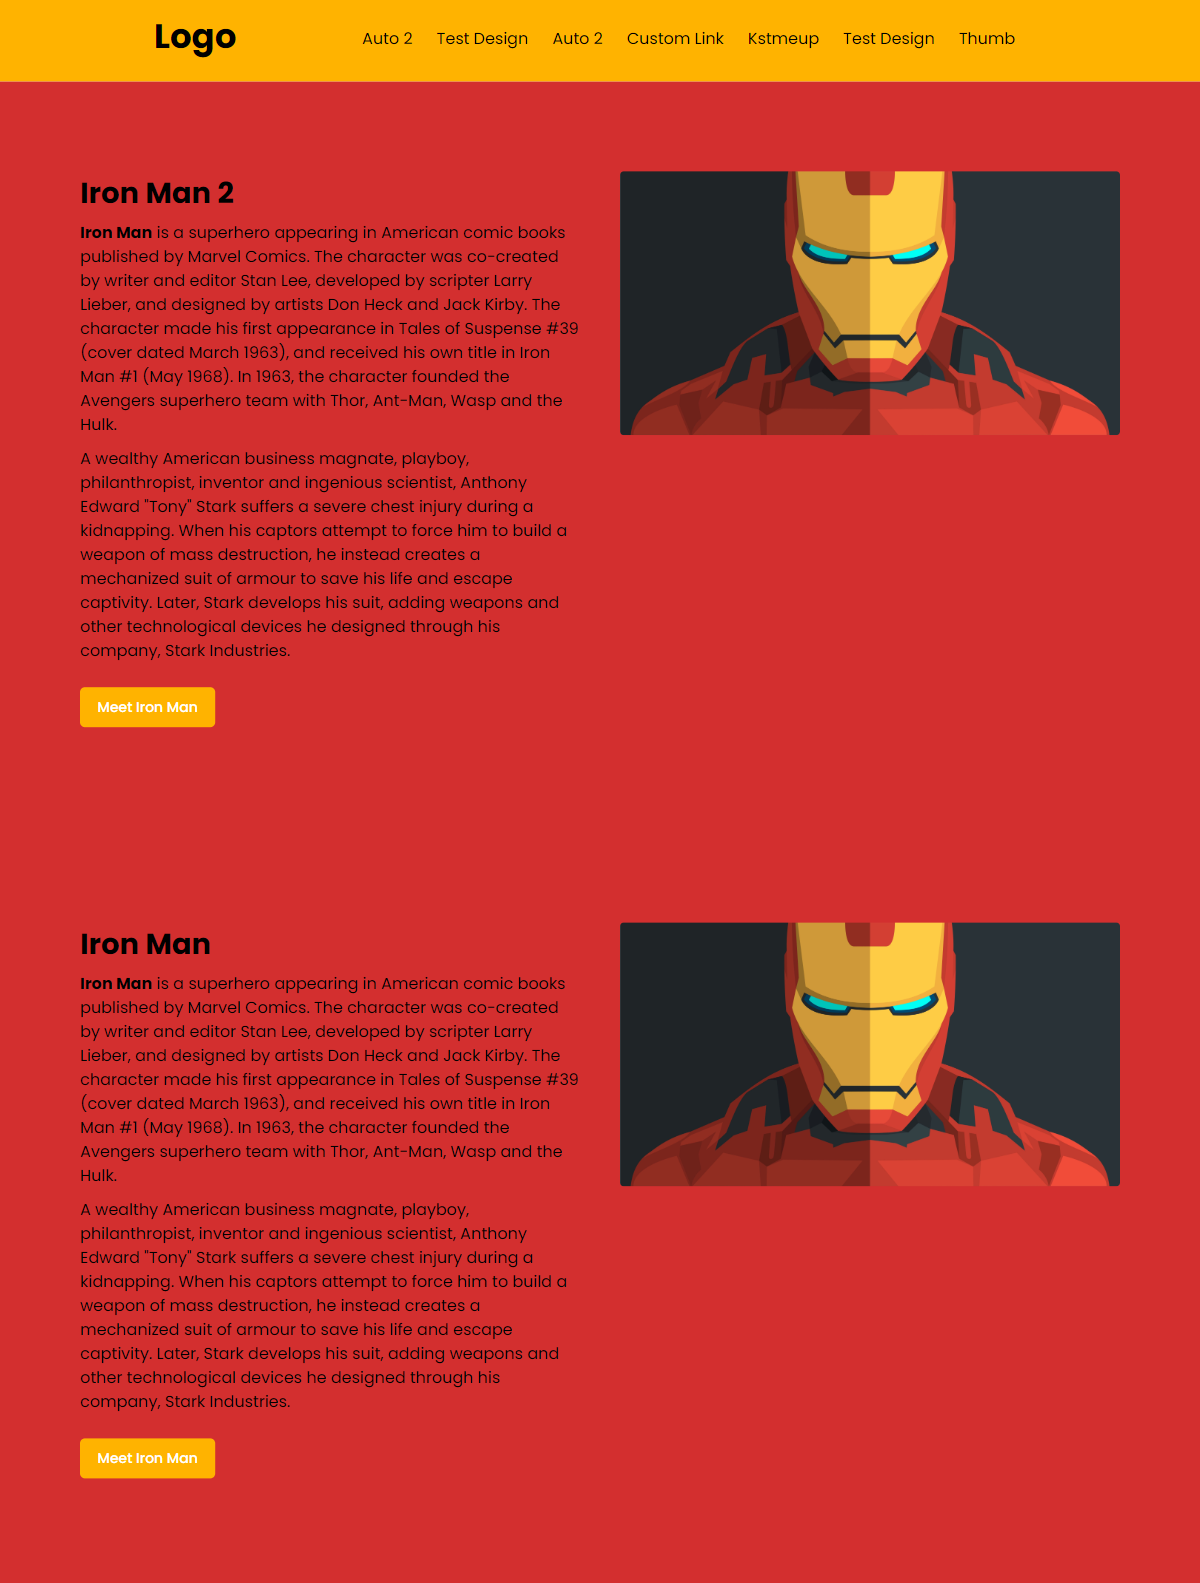 Logo
Auto 2 Test Design Auto 2 Custom Link Kstmeup Test Design Thumb
Iron Man 2
Iron Man is a superhero appearing in American comic books
published by Marvel Comics. The character was co-created
by writer and editor Stan Lee, developed by scripter Larry
Lieber, and designed by artists Don Heck and Jack Kirby. The
character made his first appearance in Tales of Suspense #39
(cover dated March 1963), and received his own title in Iron
Man #1 (May 1968). In 1963, the character founded the
Avengers superhero team with Thor, Ant-Man, Wasp and the
Hulk.
A wealthy American business magnate, playboy,
philanthropist, inventor and ingenious scientist, Anthony
Edward "Tony" Stark suffers a severe chest injury during a
kidnapping. When his captors attempt to force him to build a
weapon of mass destruction, he instead creates a
mechanized suit of armour to save his life and escape
captivity. Later, Stark develops his suit, adding weapons and
other technological devices he designed through his
company, Stark Industries.
Meet Iron Man
Iron Man
Iron Man is a superhero appearing in American comic books
published by Marvel Comics. The character was co-created
by writer and editor Stan Lee, developed by scripter Larry
Lieber, and designed by artists Don Heck and Jack Kirby. The
character made his first appearance in Tales of Suspense #39
(cover dated March 1963), and received his own title in Iron
Man #1 (May 1968). In 1963, the character founded the
Avengers superhero team with Thor, Ant-Man, Wasp and the
Hulk.
A wealthy American business magnate, playboy,
philanthropist, inventor and ingenious scientist, Anthony
Edward "Tony" Stark suffers a severe chest injury during a
kidnapping. When his captors attempt to force him to build a
weapon of mass destruction, he instead creates a
mechanized suit of armour to save his life and escape
captivity. Later, Stark develops his suit, adding weapons and
other technological devices he designed through his
company, Stark Industries.
Meet Iron Man